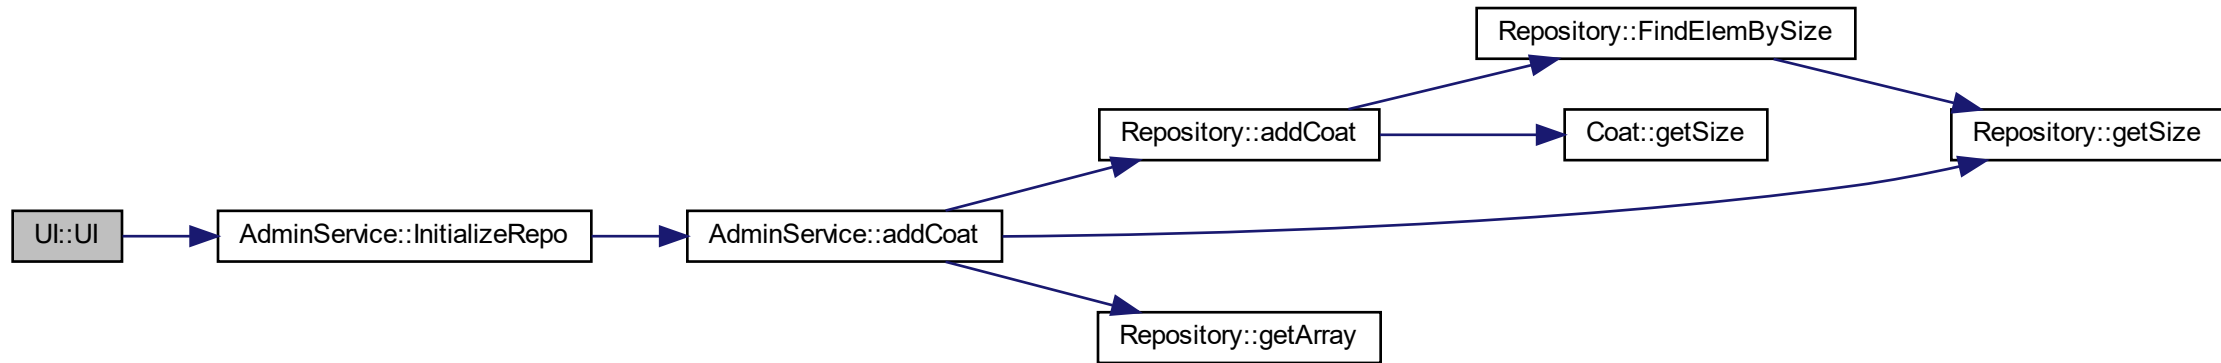 Repository::FindElemBySize
Repository::addCoat
Coat::getSize
Repository::getSize
UI::UI
AdminService::InitializeRepo
AdminService::addCoat
Repository::getArray